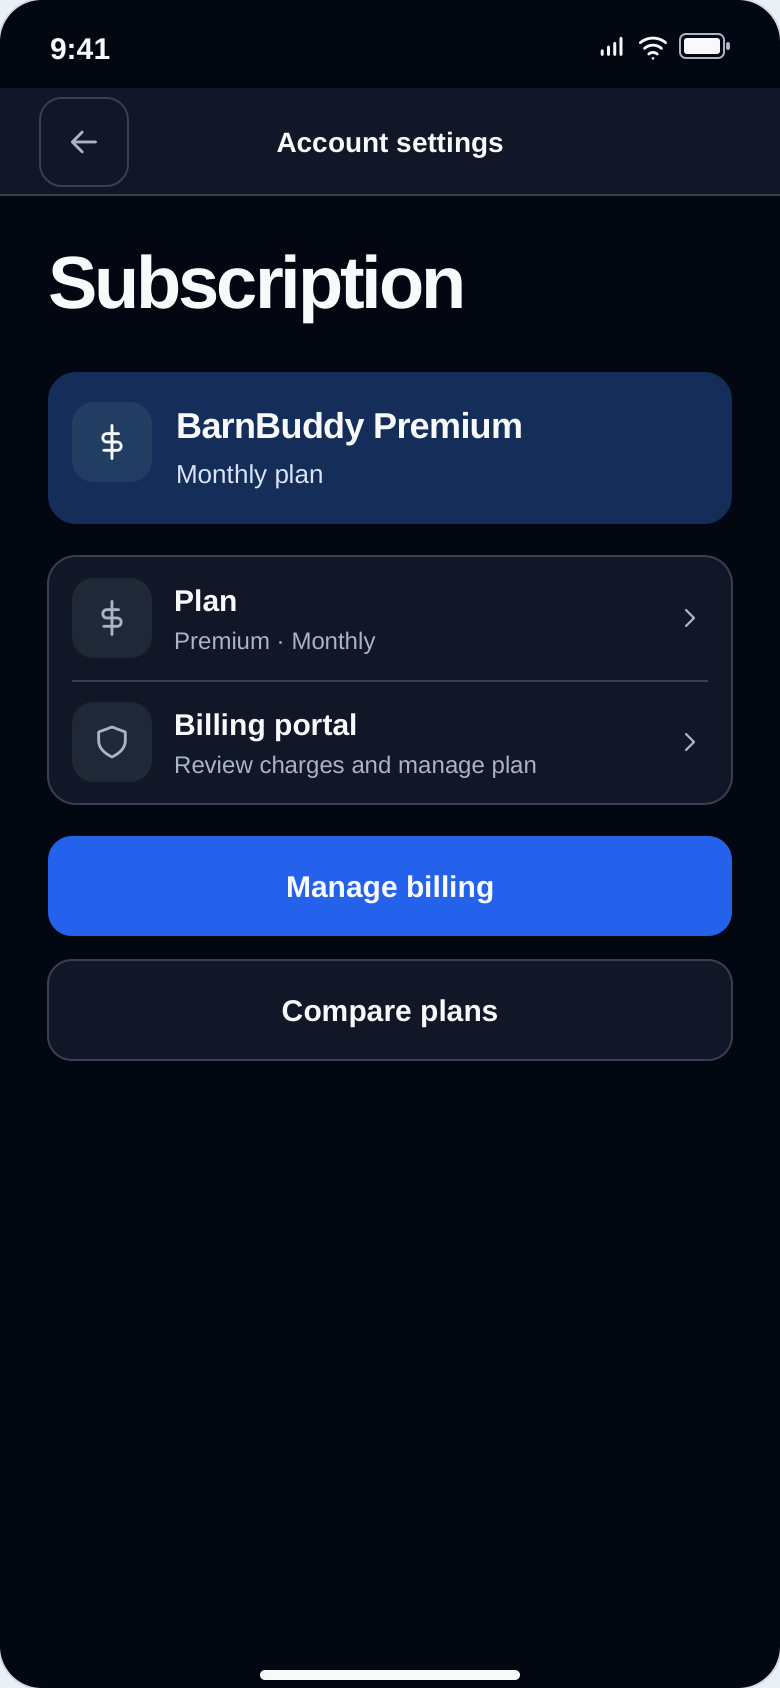 9:41
Account settings
Subscription
BarnBuddy Premium
Monthly plan
Plan
Premium · Monthly
Billing portal
Review charges and manage plan
Manage billing
Compare plans